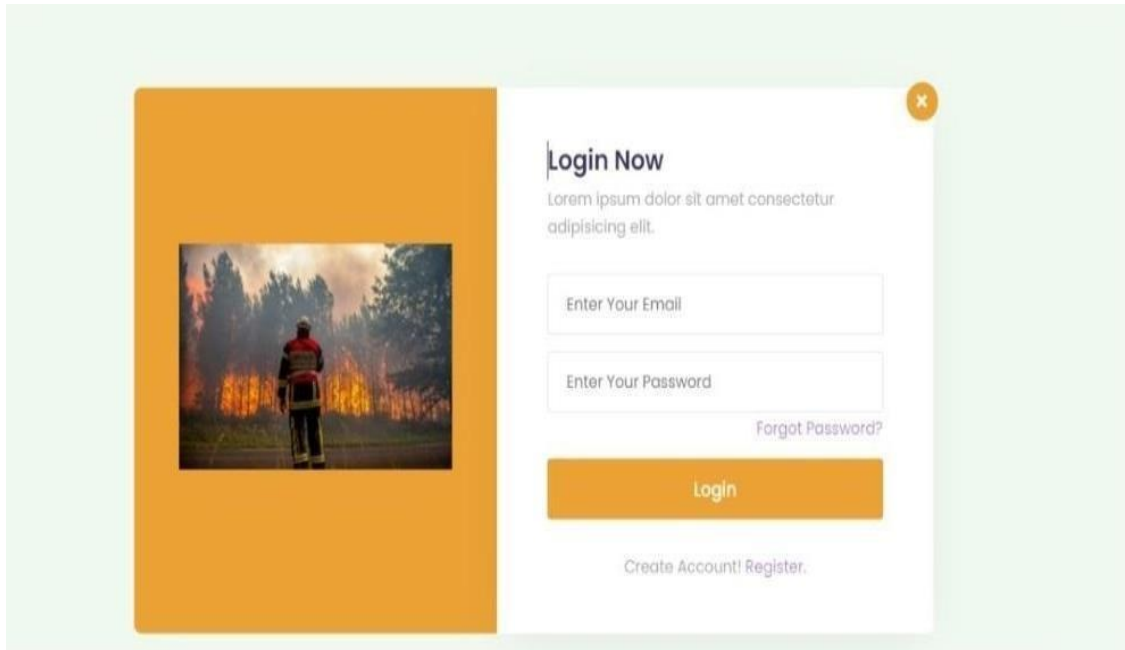 Login Now
Lorem ipsum dolor sit amet consectetur
adipisicing elit.
Enter Your Email
Enter Your Password
Forgot Password?
Login
Create Account! Register.